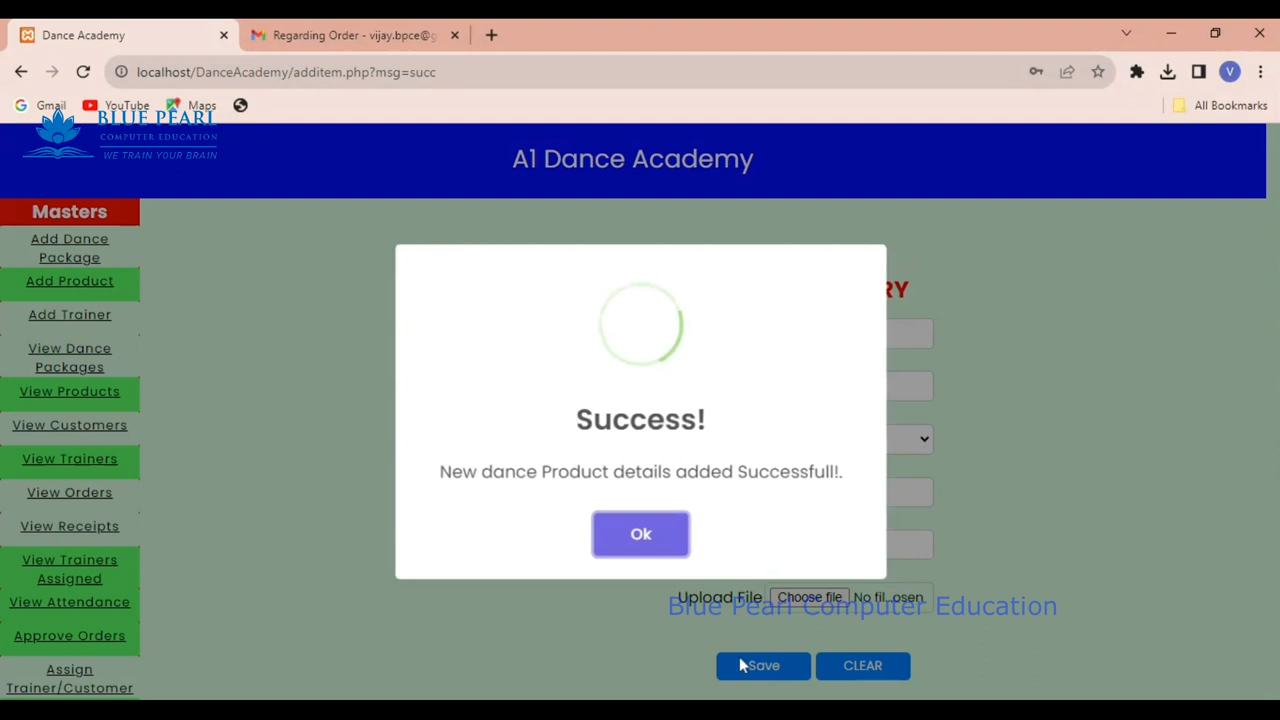 Dance Academy
Regarding Order - vijay.bpce@g
localhost/DanceAcademy/additem.php?msg=succ
V
Gmail
YouTube
Maps
All Bookmarks
BLUE PEARL
COMPUTER EDUCATION
WE TRAIN YOUR BRAIN
A1 Dance Academy
Masters
Add Dance
Package
Add Product
Add Trainer
View Dance
Packages
View Products
View Customers
View Trainers
View Orders
View Receipts
View Trainers
Assigned
View Attendance
Approve Orders
Assign
Trainer/Customer
RY
Success!
New dance Product details added Successfull!.
Ok
Upload File
Choose file
No fil...osen
Blue Pearl Computer Education
Save
CLEAR